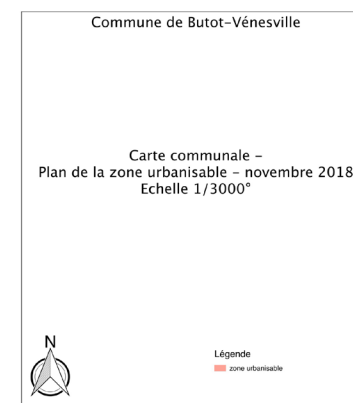 Commune de Butot-Vénesville
Carte communale -
Plan de la zone urbanisable - novembre 2018
Echelle 1/3000°
N
Légende
zone urbanisable